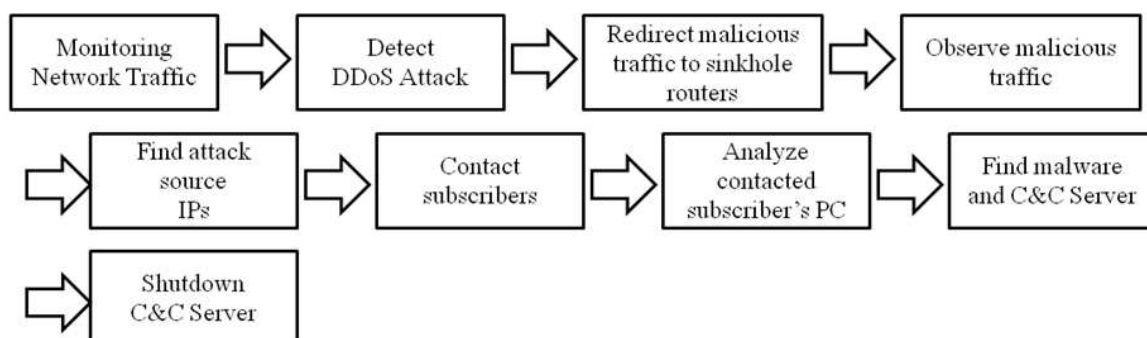 Monitoring
Network Traffic
Detect
DDoS Attack
Redirect malicious
traffic to sinkhole
routers
Observe malicious
traffic
Find attack
source
IPs
Contact
subscribers
Analyze
contacted
subscriber’s PC
Find malware
and C&C Server
Shutdown
C&C Server